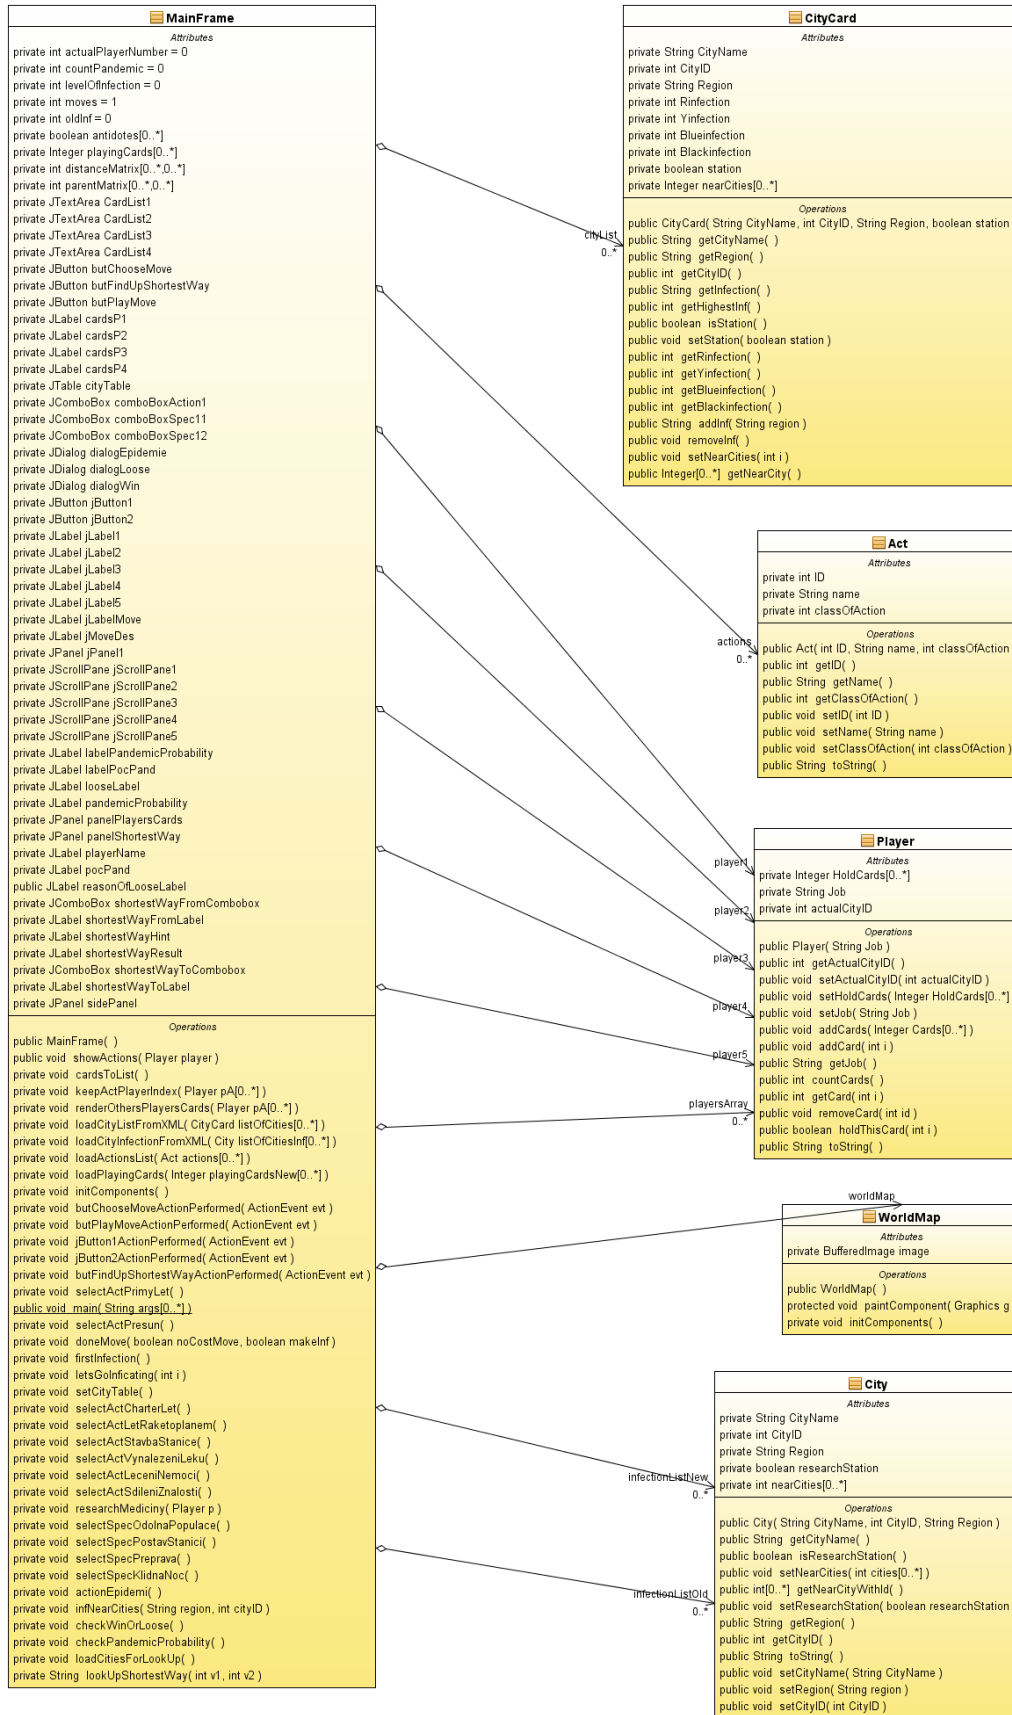 MainFrame
Attributes
private int actualPlayerNumber = 0
private int countPandemic = 0
private int levelOfInfection = 0
private int moves = 1
private int oldInf = 0
private boolean antidotes[0..*]
private Integer playingCards[0..*]
private int distanceMatrix[0..*,0..*]
private int parentMatrix[0..*,0..*]
private JTextArea CardList1
private JTextArea CardList2
private JTextArea CardList3
private JTextArea CardList4
private JButton butChooseMove
private JButton butFindUpShortestWay
private JButton butPlayMove
private JLabel cardsP1
private JLabel cardsP2
private JLabel cardsP3
private JLabel cardsP4
private JTable cityTable
private JComboBox comboBoxAction1
private JComboBox comboBoxSpec11
private JComboBox comboBoxSpec12
private JDialog dialogEpidemie
private JDialog dialogLoose
private JDialog dialogWin
private JButton jButton1
private JButton jButton2
private JLabel jLabel1
private JLabel jLabel2
private JLabel jLabel3
private JLabel jLabel4
private JLabel jLabel5
private JLabel jLabelMove
private JLabel jMoveDes
private JPanel jPanel1
private JScrollPane jScrollPane1
private JScrollPane jScrollPane2
private JScrollPane jScrollPane3
private JScrollPane jScrollPane4
private JScrollPane jScrollPane5
private JLabel labelPandemicProbability
private JLabel labelPocPand
private JLabel looseLabel
private JLabel pandemicProbability
private JPanel panelPlayersCards
private JPanel panelShortestWay
private JLabel playerName
private JLabel pocPand
public JLabel reasonOfLooseLabel
private JComboBox shortestWayFromCombobox
private JLabel shortestWayFromLabel
private JLabel shortestWayHint
private JLabel shortestWayResult
private JComboBox shortestWayToCombobox
private JLabel shortestWayToLabel
private JPanel sidePanel
Operations
public MainFrame( )
public void showActions( Player player )
private void cardsToList( )
private void keepActPlayerIndex( Player pA[0..*] )
private void renderOthersPlayersCards( Player pA[0..*] )
private void loadCityListFromXML( CityCard listOfCities[0..*] )
private void loadCityInfectionFromXML( City listOfCitiesInf[0..*] )
private void loadActionsList( Act actions[0..*] )
private void loadPlayingCards( Integer playingCardsNew[0..*] )
private void initComponents( )
private void butChooseMoveActionPerformed( ActionEvent evt )
private void butPlayMoveActionPerformed( ActionEvent evt )
private void jButton1ActionPerformed( ActionEvent evt )
private void jButton2ActionPerformed( ActionEvent evt )
private void butFindUpShortestWayActionPerformed( ActionEvent evt )
private void selectActPrimyLet( )
public void main( String args[0..*] )
private void selectActPresun( )
private void doneMove( boolean noCostMove, boolean makeInf )
private void firstInfection( )
private void letsGoInficating( int i )
private void setCityTable( )
private void selectActCharterLet( )
private void selectActLetRaketoplanem( )
private void selectActStavbaStanice( )
private void selectActVynalezeniLeku( )
private void selectActLeceniNemoci( )
private void selectActSdileniZnalosti( )
private void researchMediciny( Player p )
private void selectSpecOdolnaPopulace( )
private void selectSpecPostavStanici( )
private void selectSpecPreprava( )
private void selectSpecKlidnaNoc( )
private void actionEpidemi( )
private void infNearCities( String region, int cityID )
private void checkWinOrLoose( )
private void checkPandemicProbability( )
private void loadCitiesForLookUp( )
private String lookUpShortestWay( int v1, int v2 )
cityList
0..*
actions
0..*
player1
player2
player3
player4
player5
playersArray
0..*
worldMap
infectionListNew
0..*
infectionListOld
0..*
CityCard
Attributes
private String CityName
private int CityID
private String Region
private int Rinfection
private int Yinfection
private int Blueinfection
private int Blackinfection
private boolean station
private Integer nearCities[0..*]
Operations
public CityCard( String CityName, int CityID, String Region, boolean station
public String getCityName( )
public String getRegion( )
public int getCityID( )
public String getInfection( )
public int getHighestInf( )
public boolean isStation( )
public void setStation( boolean station )
public int getRinfection( )
public int getYinfection( )
public int getBlueinfection( )
public int getBlackinfection( )
public String addInf( String region )
public void removeInf( )
public void setNearCities( int i )
public Integer[0..*] getNearCity( )
Act
Attributes
private int ID
private String name
private int classOfAction
Operations
public Act( int ID, String name, int classOfAction
public int getID( )
public String getName( )
public int getClassOfAction( )
public void setID( int ID )
public void setName( String name )
public void setClassOfAction( int classOfAction )
public String toString( )
Player
Attributes
private Integer HoldCards[0..*]
private String Job
private int actualCityID
Operations
public Player( String Job )
public int getActualCityID( )
public void setActualCityID( int actualCityID )
public void setHoldCards( Integer HoldCards[0..*]
public void setJob( String Job )
public void addCards( Integer Cards[0..*] )
public void addCard( int i )
public String getJob( )
public int countCards( )
public int getCard( int i )
public void removeCard( int id )
public boolean holdThisCard( int i )
public String toString( )
WorldMap
Attributes
private BufferedImage image
Operations
public WorldMap( )
protected void paintComponent( Graphics g
private void initComponents( )
City
Attributes
private String CityName
private int CityID
private String Region
private boolean researchStation
private int nearCities[0..*]
Operations
public City( String CityName, int CityID, String Region )
public String getCityName( )
public boolean isResearchStation( )
public void setNearCities( int cities[0..*] )
public int[0..*] getNearCityWithId( )
public void setResearchStation( boolean researchStation
public String getRegion( )
public int getCityID( )
public String toString( )
public void setCityName( String CityName )
public void setRegion( String region )
public void setCityID( int CityID )